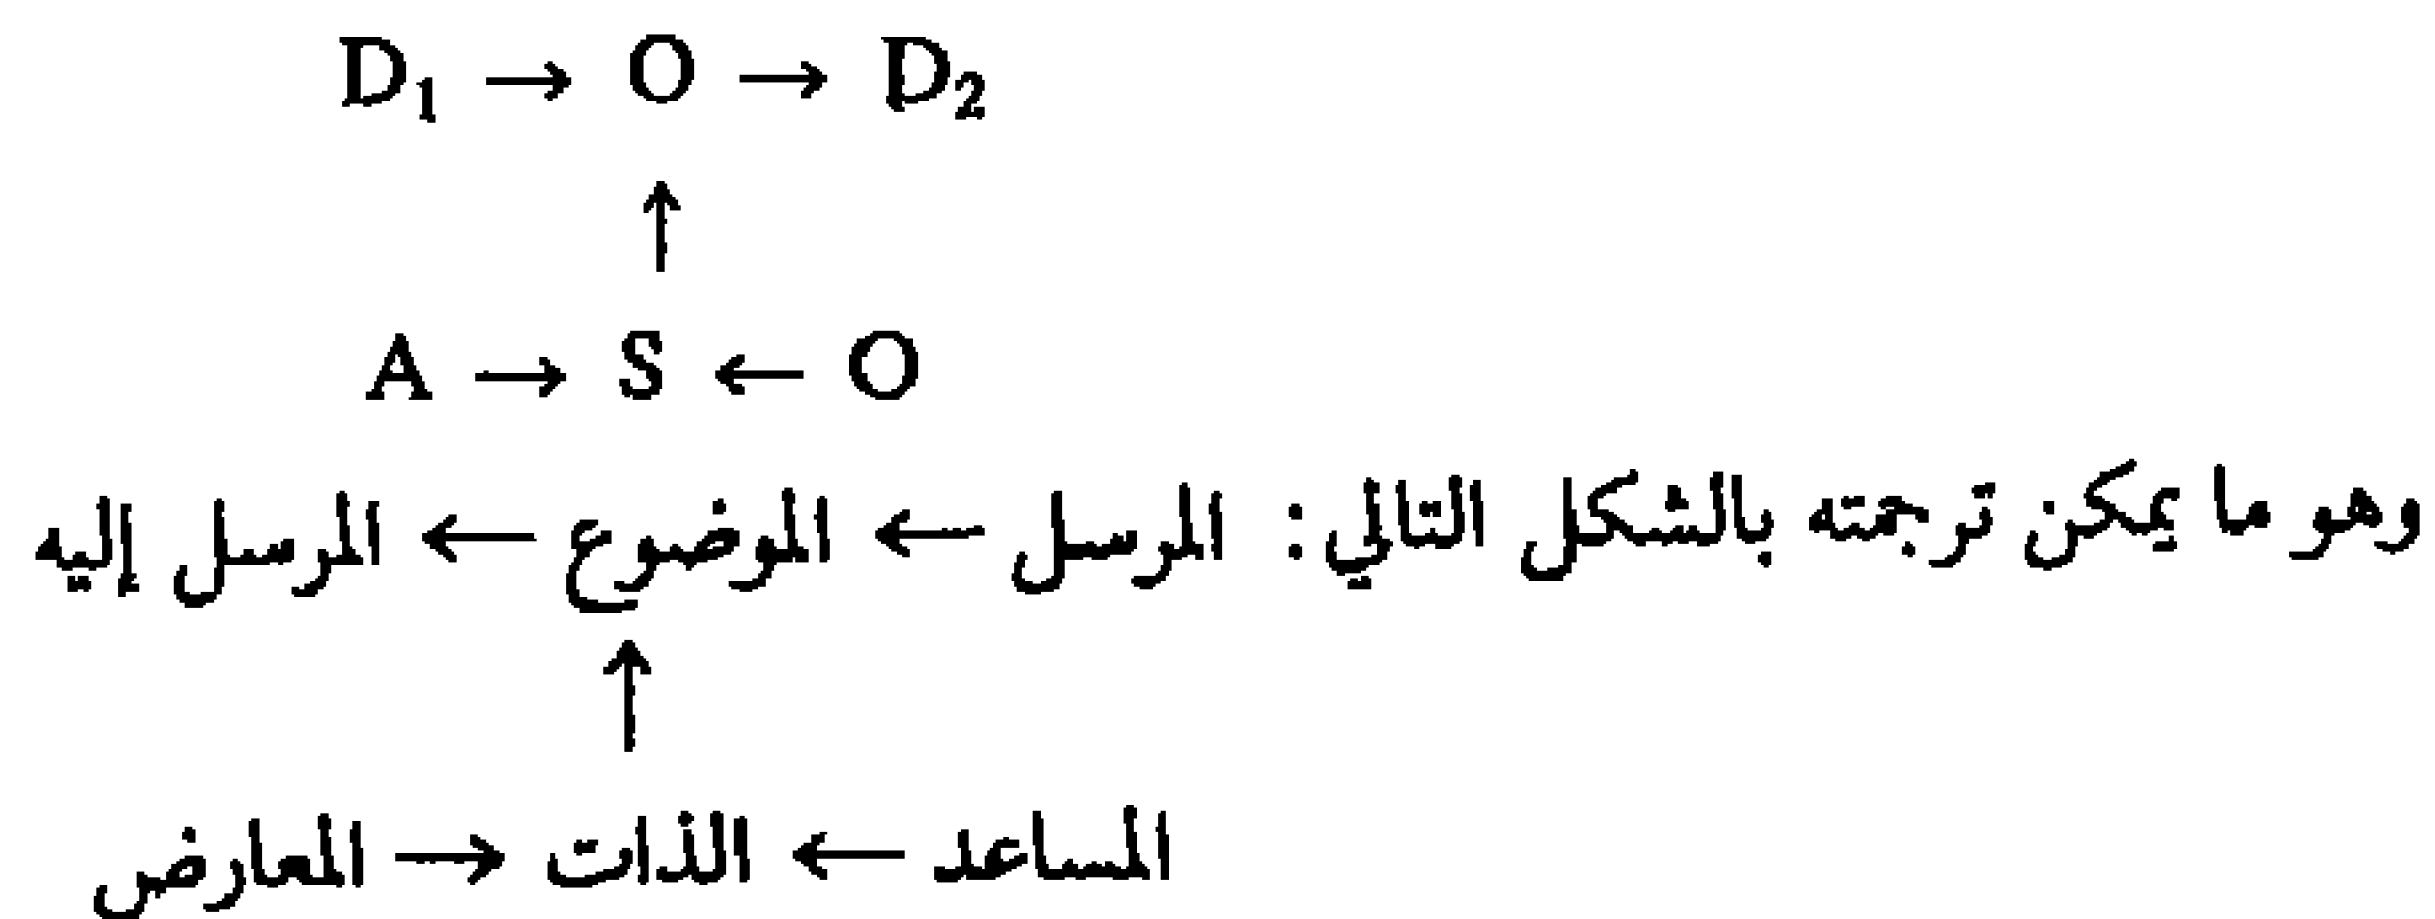 D₁ → O → D₂
↑
A → S ← O
وهو ما يمكن ترجمته بالشكل التالي: المرسل ← الموضوع ← المرسل إليه
↑
المساعد ← الذات → المعارض